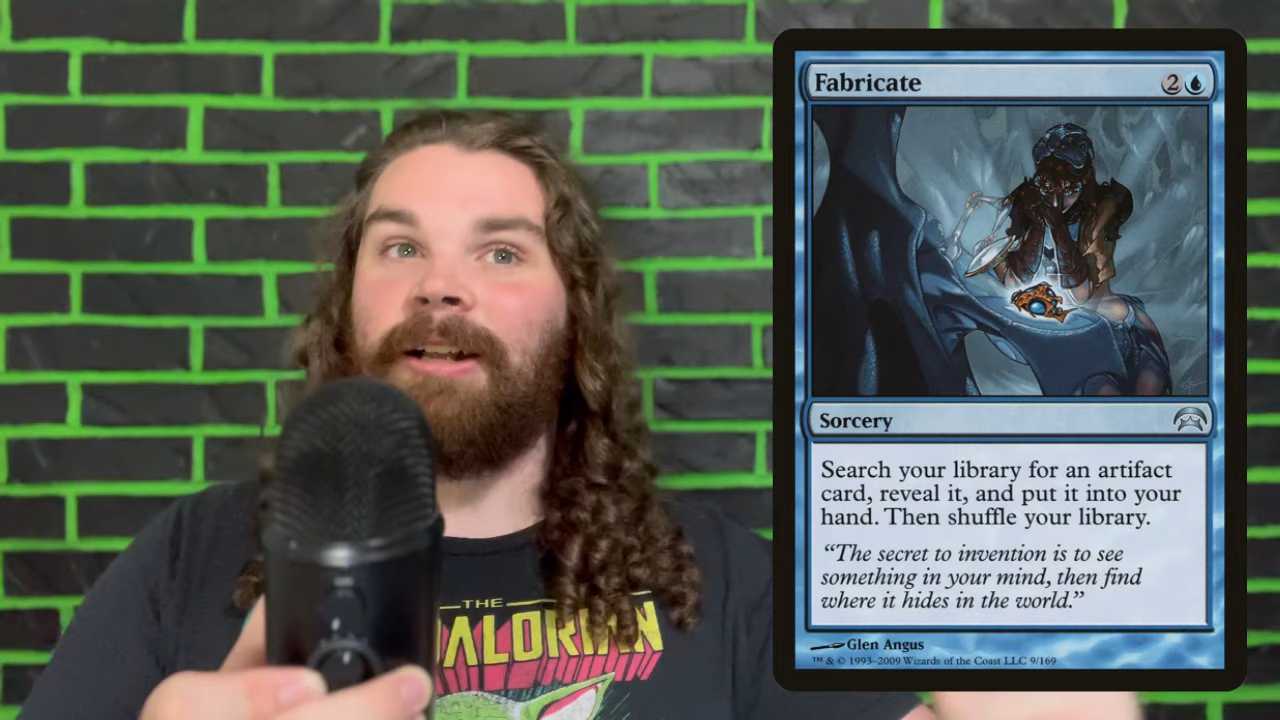 THE
DALORIAN
Fabricate
2
Sorcery
Search your library for an artifact
card, reveal it, and put it into your
hand. Then shuffle your library.
“The secret to invention is to see
something in your mind, then find
where it hides in the world.”
Glen Angus
™ & © 1993–2009 Wizards of the Coast LLC 9/169